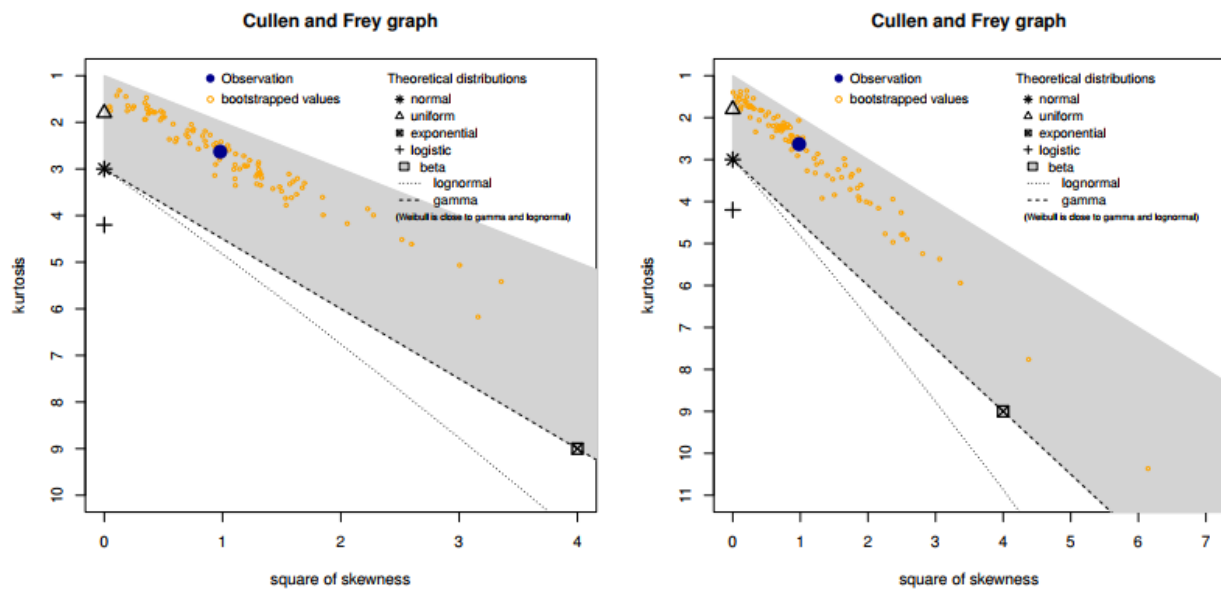 Cullen and Frey graph
Observation
bootstrapped values
Theoretical distributions
normal
uniform
exponential
logistic
beta
lognormal
gamma
(Weibull is close to gamma and lognormal)
kurtosis
1
2
3
4
5
6
7
8
9
10
0
1
2
3
4
square of skewness
Cullen and Frey graph
Observation
bootstrapped values
Theoretical distributions
normal
uniform
exponential
logistic
beta
lognormal
gamma
(Weibull is close to gamma and lognormal)
kurtosis
1
2
3
4
5
6
7
8
9
10
11
0
1
2
3
4
5
6
7
square of skewness